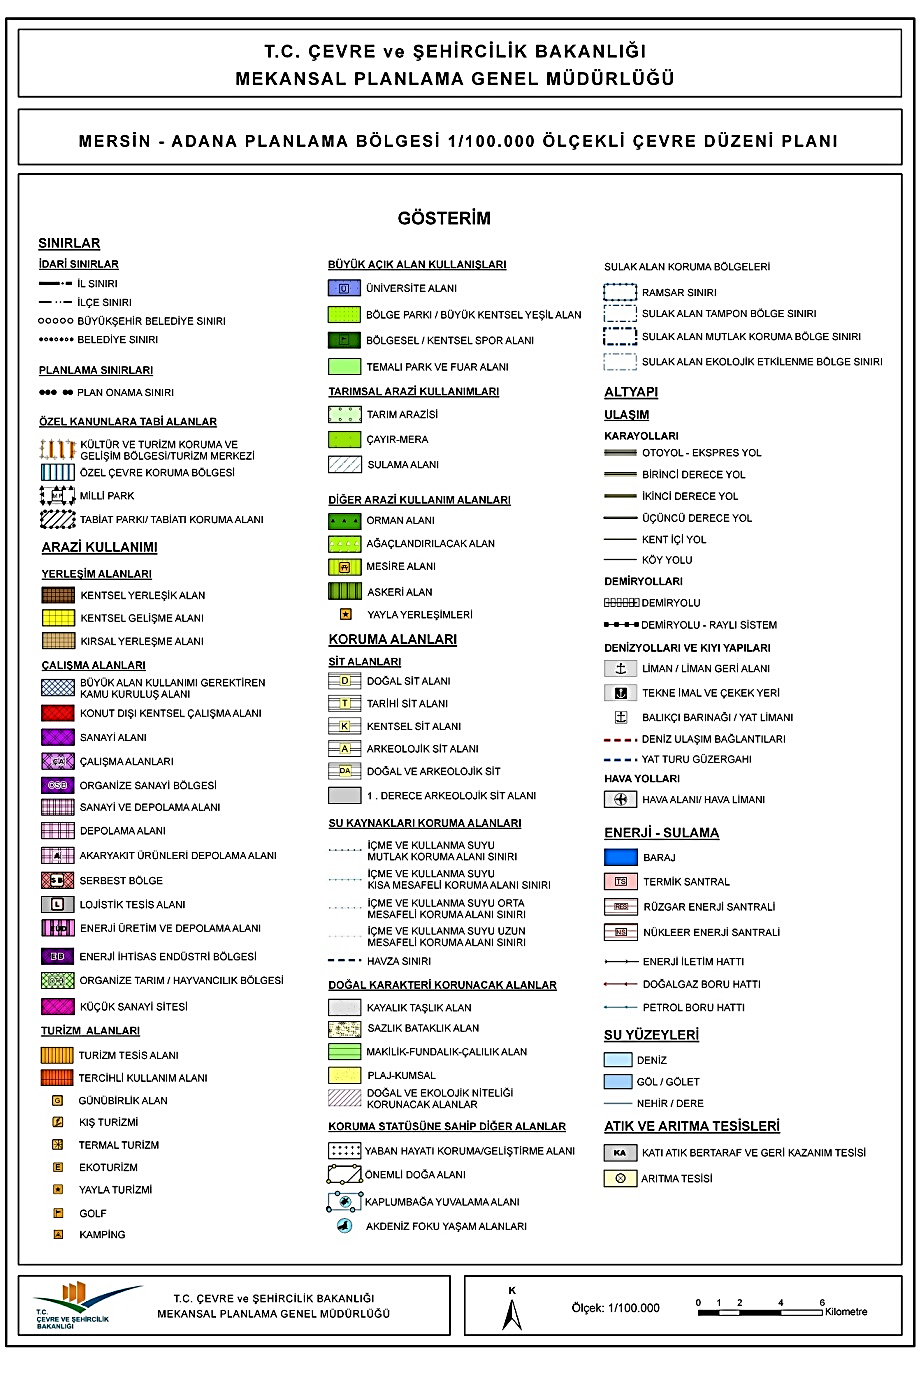 T.C. ÇEVRE ve ŞEHİRCİLİK BAKANLIĞI
MEKANSAL PLANLAMA GENEL MÜDÜRLÜĞÜ
MERSİN - ADANA PLANLAMA BÖLGESİ 1/100.000 ÖLÇEKLİ ÇEVRE DÜZENİ PLANI
GÖSTERİM
SINIRLAR
İDARİ SINIRLAR
İL SINIRI
İLÇE SINIRI
BÜYÜKŞEHİR BELEDİYE SINIRI
BELEDİYE SINIRI
PLANLAMA SINIRLARI
PLAN ONAMA SINIRI
ÖZEL KANUNLARA TABİ ALANLAR
KÜLTÜR VE TURİZM KORUMA VE
GELİŞİM BÖLGESİ/TURİZM MERKEZİ
ÖZEL ÇEVRE KORUMA BÖLGESİ
MP MİLLİ PARK
TABİAT PARKI/ TABİATI KORUMA ALANI
ARAZİ KULLANIMI
YERLEŞİM ALANLARI
KENTSEL YERLEŞİK ALAN
KENTSEL GELİŞME ALANI
KIRSAL YERLEŞME ALANI
ÇALIŞMA ALANLARI
BÜYÜK ALAN KULLANIMI GEREKTİREN
KAMU KURULUŞ ALANI
KONUT DIŞI KENTSEL ÇALIŞMA ALANI
SANAYİ ALANI
ÇA ÇALIŞMA ALANLARI
OSB ORGANİZE SANAYİ BÖLGESİ
SANAYİ VE DEPOLAMA ALANI
DEPOLAMA ALANI
A AKARYAKIT ÜRÜNLERİ DEPOLAMA ALANI
SB SERBEST BÖLGE
L LOJİSTİK TESİS ALANI
EÜD ENERJİ ÜRETİM VE DEPOLAMA ALANI
ENERJİ İHTİSAS ENDÜSTRİ BÖLGESİ
ORGANİZE TARIM / HAYVANCILIK BÖLGESİ
KÜÇÜK SANAYİ SİTESİ
TURİZM ALANLARI
TURİZM TESİS ALANI
TERCİHLİ KULLANIM ALANI
G GÜNÜBİRLİK ALAN
KIŞ TURİZMİ
TERMAL TURİZM
E EKOTURİZM
YAYLA TURİZMİ
GOLF
KAMPİNG
BÜYÜK AÇIK ALAN KULLANIŞLARI
Ü ÜNİVERSİTE ALANI
BÖLGE PARKI / BÜYÜK KENTSEL YEŞİL ALAN
BÖLGESEL / KENTSEL SPOR ALANI
TEMALI PARK VE FUAR ALANI
TARIMSAL ARAZİ KULLANIMLARI
TARIM ARAZİSİ
ÇAYIR-MERA
SULAMA ALANI
DİĞER ARAZİ KULLANIM ALANLARI
ORMAN ALANI
AĞAÇLANDIRILACAK ALAN
MESİRE ALANI
ASKERİ ALAN
YAYLA YERLEŞİMLERİ
KORUMA ALANLARI
SİT ALANLARI
D DOĞAL SİT ALANI
T TARİHİ SİT ALANI
K KENTSEL SİT ALANI
A ARKEOLOJİK SİT ALANI
DA DOĞAL VE ARKEOLOJİK SİT
1 . DERECE ARKEOLOJİK SİT ALANI
SU KAYNAKLARI KORUMA ALANLARI
İÇME VE KULLANMA SUYU
MUTLAK KORUMA ALANI SINIRI
İÇME VE KULLANMA SUYU
KISA MESAFELİ KORUMA ALANI SINIRI
İÇME VE KULLANMA SUYU ORTA
MESAFELİ KORUMA ALANI SINIRI
İÇME VE KULLANMA SUYU UZUN
MESAFELİ KORUMA ALANI SINIRI
HAVZA SINIRI
DOĞAL KARAKTERİ KORUNACAK ALANLAR
KAYALIK TAŞLIK ALAN
SAZLIK BATAKLIK ALAN
MAKİLİK-FUNDALIK-ÇALILIK ALAN
PLAJ-KUMSAL
DOĞAL VE EKOLOJİK NİTELİĞİ
KORUNACAK ALANLAR
KORUMA STATÜSÜNE SAHİP DİĞER ALANLAR
YABAN HAYATI KORUMA/GELİŞTİRME ALANI
ÖNEMLİ DOĞA ALANI
KAPLUMBAĞA YUVALAMA ALANI
AKDENİZ FOKU YAŞAM ALANLARI
SULAK ALAN KORUMA BÖLGELERİ
RAMSAR SINIRI
SULAK ALAN TAMPON BÖLGE SINIRI
SULAK ALAN MUTLAK KORUMA BÖLGE SINIRI
SULAK ALAN EKOLOJİK ETKİLENME BÖLGE SINIRI
ALTYAPI
ULAŞIM
KARAYOLLARI
OTOYOL - EKSPRES YOL
BİRİNCİ DERECE YOL
İKİNCİ DERECE YOL
ÜÇÜNCÜ DERECE YOL
KENT İÇİ YOL
KÖY YOLU
DEMİRYOLLARI
DEMİRYOLU
DEMİRYOLU - RAYLI SİSTEM
DENİZYOLLARI VE KIYI YAPILARI
LİMAN / LİMAN GERİ ALANI
TEKNE İMAL VE ÇEKEK YERİ
BALIKÇI BARINAĞI / YAT LİMANI
DENİZ ULAŞIM BAĞLANTILARI
YAT TURU GÜZERGAHI
HAVA YOLLARI
HAVA ALANI/ HAVA LİMANI
ENERJİ - SULAMA
BARAJ
TS TERMİK SANTRAL
RES RÜZGAR ENERJİ SANTRALİ
NS NÜKLEER ENERJİ SANTRALİ
ENERJİ İLETİM HATTI
DOĞALGAZ BORU HATTI
PETROL BORU HATTI
SU YÜZEYLERİ
DENİZ
GÖL / GÖLET
NEHİR / DERE
ATIK VE ARITMA TESİSLERİ
KA KATI ATIK BERTARAF VE GERİ KAZANIM TESİSİ
ARITMA TESİSİ
T.C.
ÇEVRE VE ŞEHİRCİLİK
BAKANLIĞI
T.C. ÇEVRE ve ŞEHİRCİLİK BAKANLIĞI
MEKANSAL PLANLAMA GENEL MÜDÜRLÜĞÜ
K
Ölçek: 1/100.000
0 1 2 4 6
Kilometre